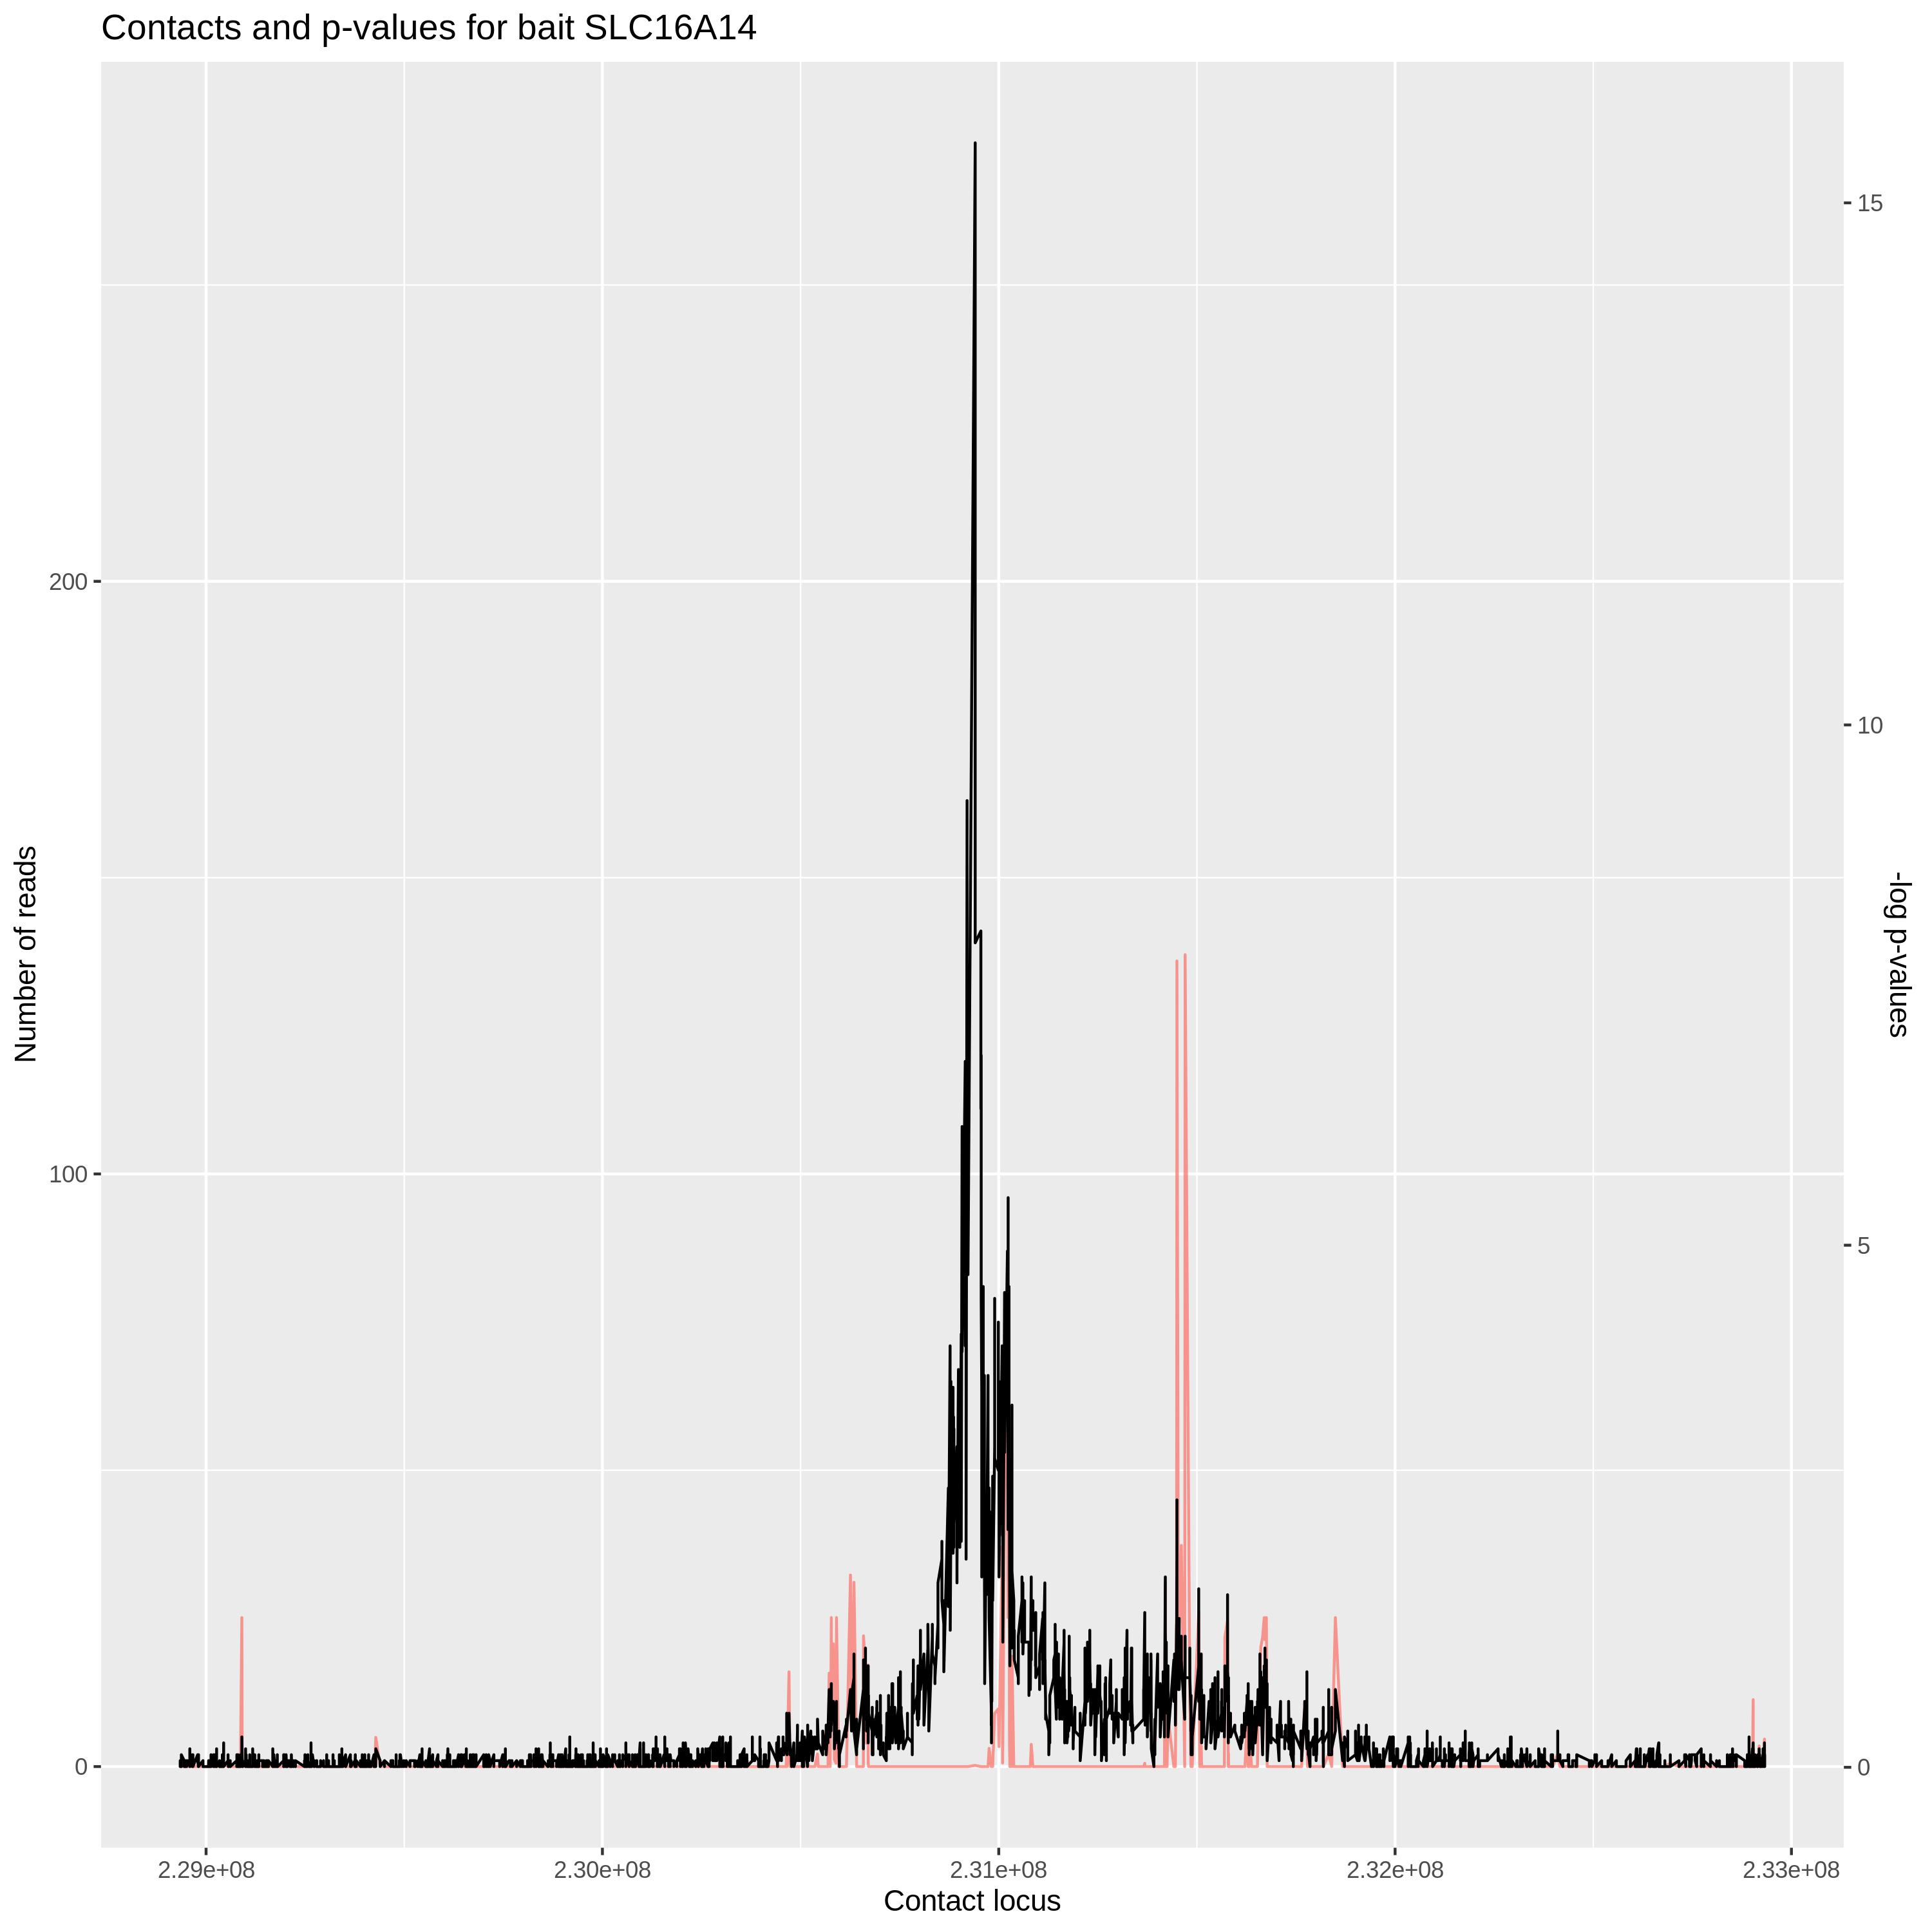 Contacts and p-values for bait SLC16A14
Number of reads
200
100
0
15
10
5
0
-log p-values
2.29e+08
2.30e+08
2.31e+08
2.32e+08
2.33e+08
Contact locus